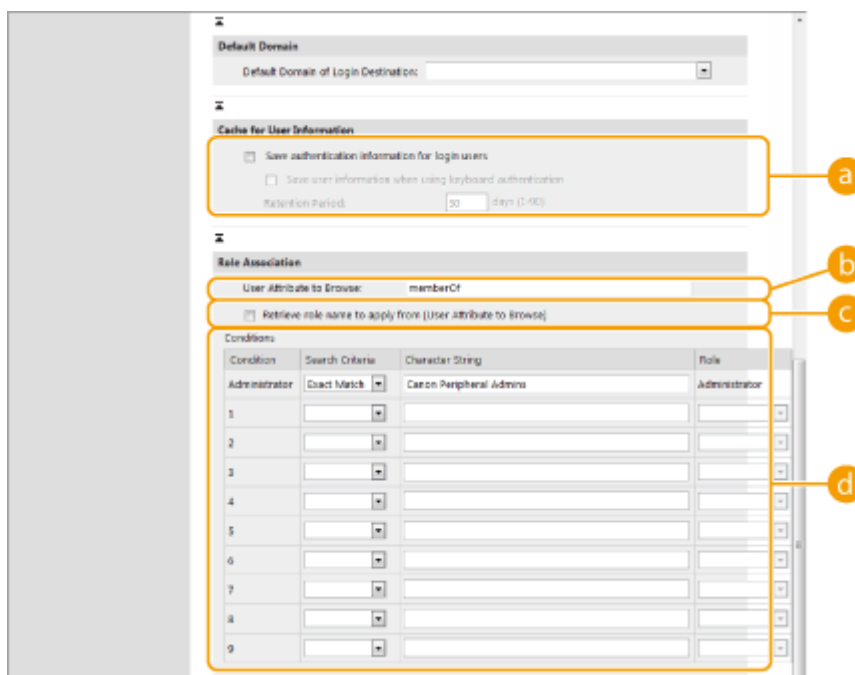 Default Domain
Default Domain of Login Destination:
Cache for User Information
Save authentication information for login users
Save user information when using keyboard authentication
Retention Period: 30 days (1-90)
a
Role Association
b
User Attribute to Browse: memberOf
c
Retrieve role name to apply from [User Attribute to Browse]
Conditions
Condition Search Criteria Character String Role
Administrator Exact Match Canon Peripheral Admins Administrator
1
2
3
4
d
5
6
7
8
9